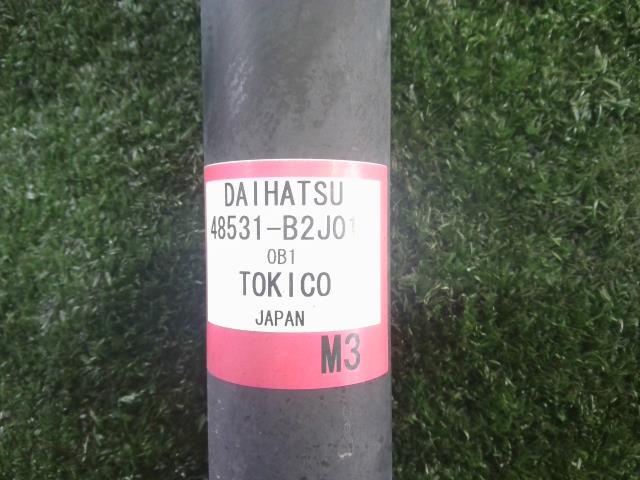 DAIHATSU
48531-B2J01
0B1
TOKICO
JAPAN
M3